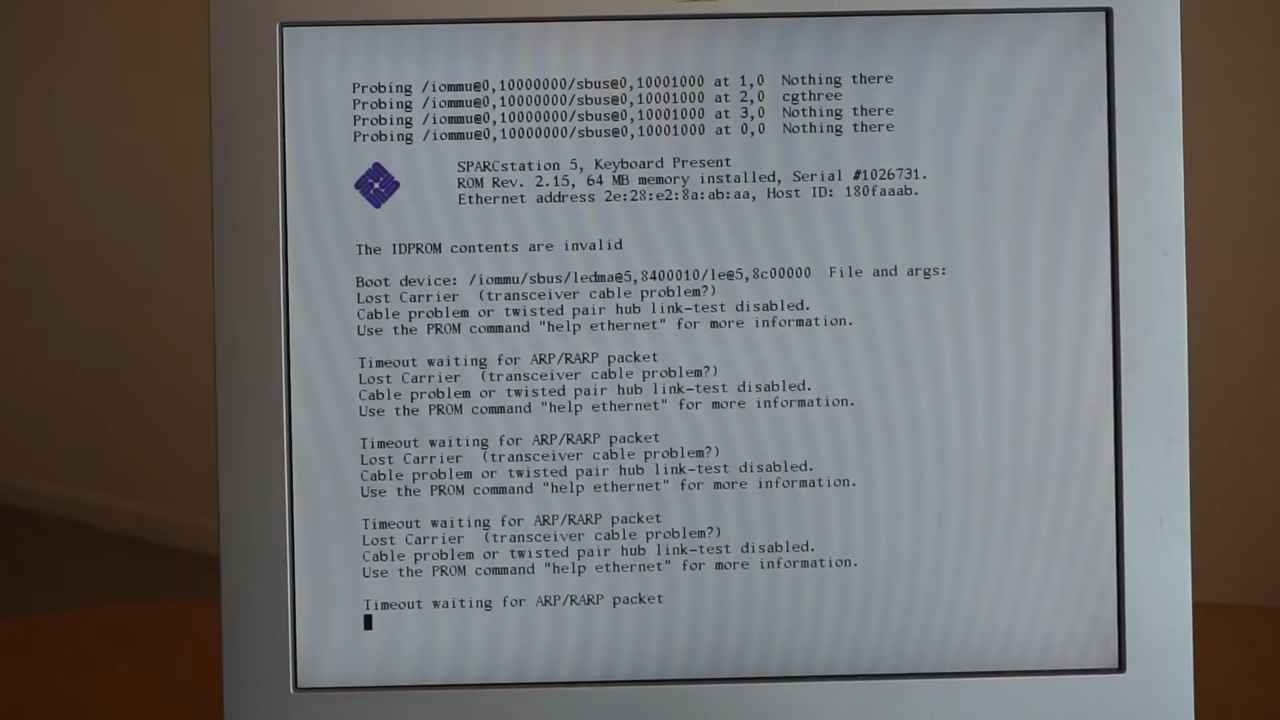 Probing /iommu@0,10000000/sbus@0,10001000 at 1,0  Nothing there
Probing /iommu@0,10000000/sbus@0,10001000 at 2,0  cgthree
Probing /iommu@0,10000000/sbus@0,10001000 at 3,0  Nothing there
Probing /iommu@0,10000000/sbus@0,10001000 at 0,0  Nothing there
SPARCstation 5, Keyboard Present
ROM Rev. 2.15, 64 MB memory installed, Serial #1026731.
Ethernet address 2e:28:e2:8a:ab:aa, Host ID: 180faaab.
The IDPROM contents are invalid
Boot device: /iommu/sbus/ledma@5,8400010/le@5,8c00000  File and args:
Lost Carrier  (transceiver cable problem?)
Cable problem or twisted pair hub link-test disabled.
Use the PROM command "help ethernet" for more information.
Timeout waiting for ARP/RARP packet
Lost Carrier  (transceiver cable problem?)
Cable problem or twisted pair hub link-test disabled.
Use the PROM command "help ethernet" for more information.
Timeout waiting for ARP/RARP packet
Lost Carrier  (transceiver cable problem?)
Cable problem or twisted pair hub link-test disabled.
Use the PROM command "help ethernet" for more information.
Timeout waiting for ARP/RARP packet
Lost Carrier  (transceiver cable problem?)
Cable problem or twisted pair hub link-test disabled.
Use the PROM command "help ethernet" for more information.
Timeout waiting for ARP/RARP packet